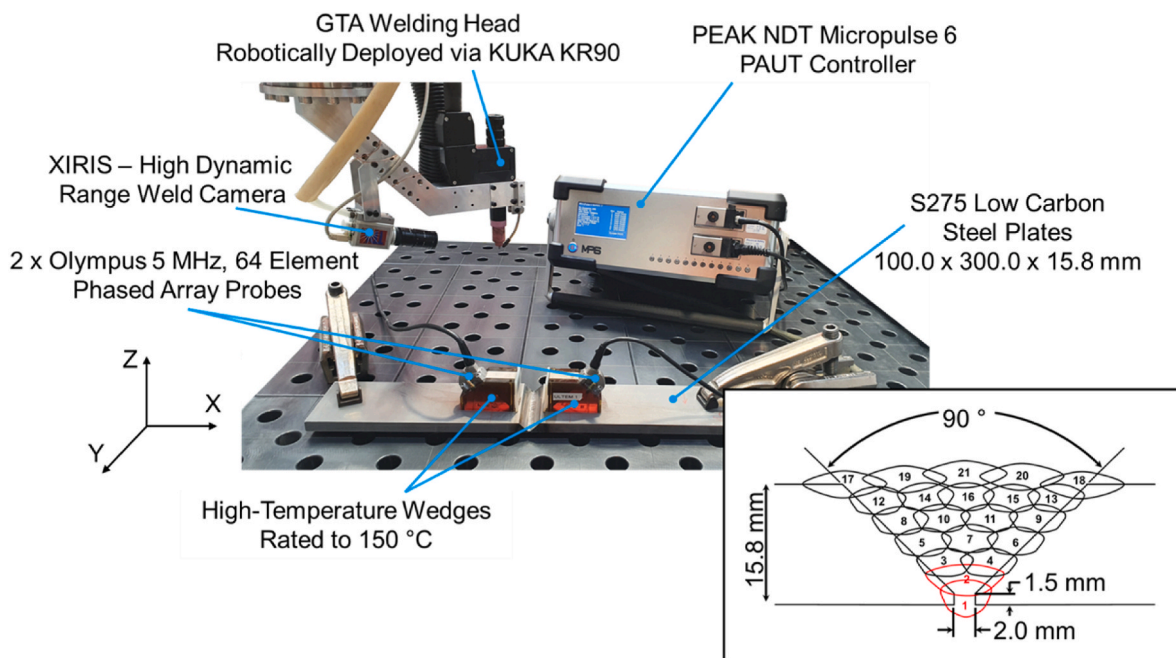 GTA Welding Head
Robotically Deployed via KUKA KR90
PEAK NDT Micropulse 6
PAUT Controller
XIRIS – High Dynamic
Range Weld Camera
S275 Low Carbon
Steel Plates
100.0 x 300.0 x 15.8 mm
2 x Olympus 5 MHz, 64 Element
Phased Array Probes
Z
X
Y
High-Temperature Wedges
Rated to 150 °C
90 °
17
19
21
20
18
12
14
16
15
13
8
10
11
9
5
7
6
3
4
2
1
15.8 mm
1.5 mm
2.0 mm